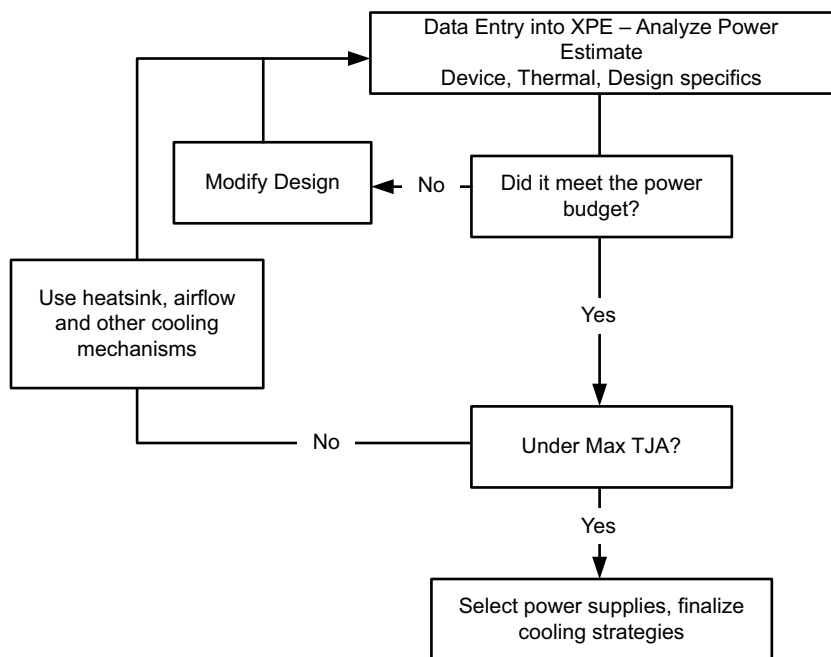 Data Entry into XPE – Analyze Power
Estimate
Device, Thermal, Design specifics
Modify Design
No
Did it meet the power
budget?
Use heatsink, airflow
and other cooling
mechanisms
Yes
No
Under Max TJA?
Yes
Select power supplies, finalize
cooling strategies